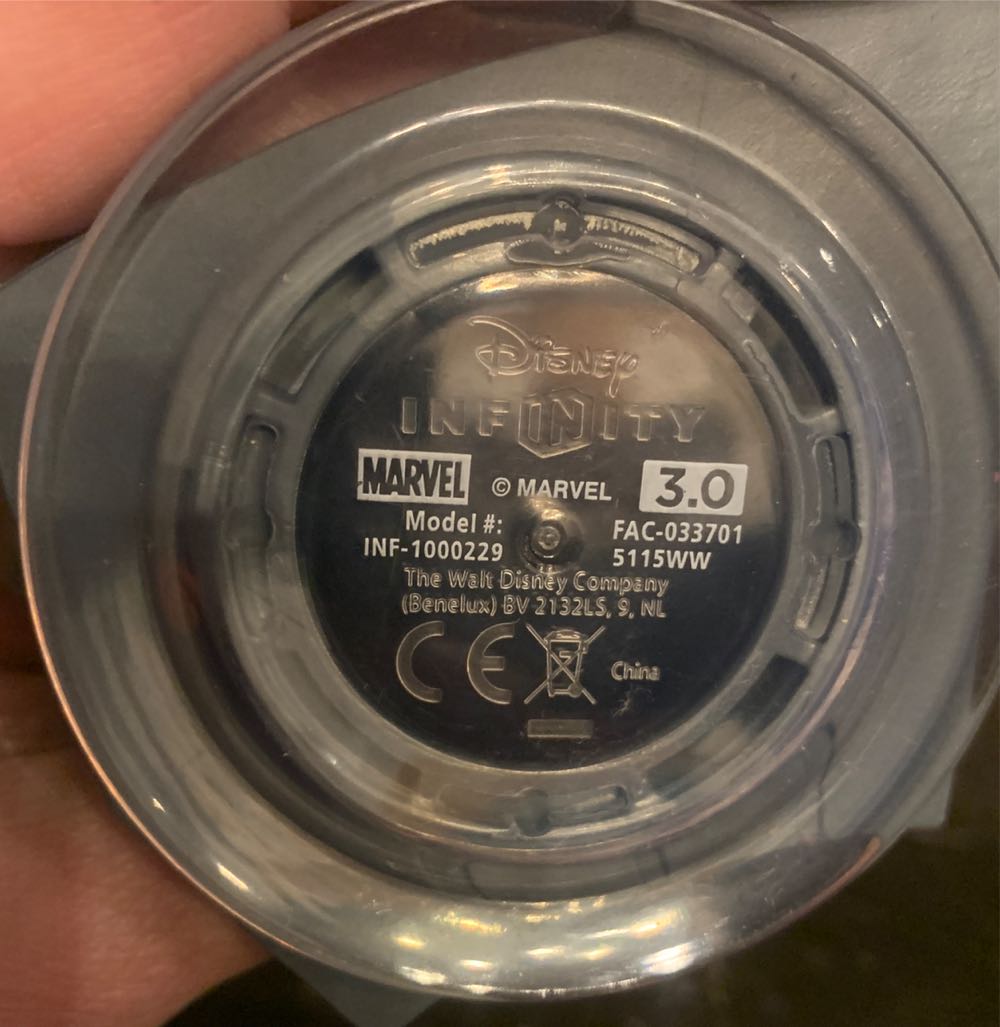 Disney
INFINITY
MARVEL © MARVEL 3.0
Model #: FAC-033701
INF-1000229 5115WW
The Walt Disney Company
(Benelux) BV 2132LS, 9, NL
CE China